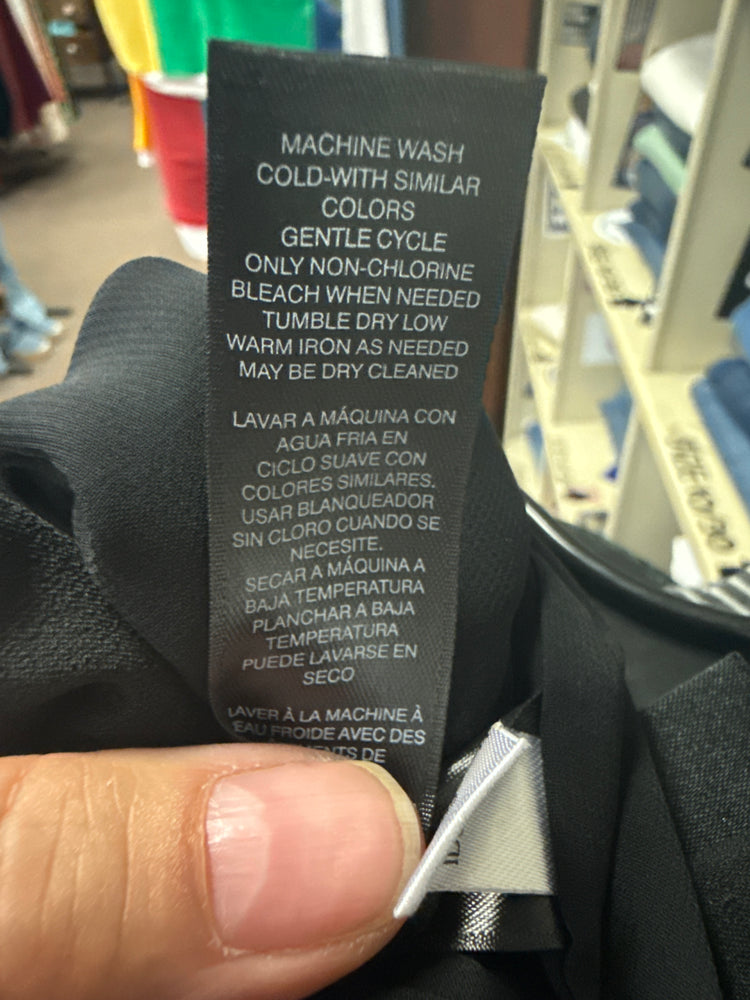 MACHINE WASH
COLD-WITH SIMILAR
COLORS
GENTLE CYCLE
ONLY NON-CHLORINE
BLEACH WHEN NEEDED
TUMBLE DRY LOW
WARM IRON AS NEEDED
MAY BE DRY CLEANED
LAVAR A MÁQUINA CON
AGUA FRIA EN
CICLO SUAVE CON
COLORES SIMILARES.
USAR BLANQUEADOR
SIN CLORO CUANDO SE
NECESITE.
SECAR A MÁQUINA A
BAJA TEMPERATURA
PLANCHAR A BAJA
TEMPERATURA
PUEDE LAVARSE EN
SECO
LAVER À LA MACHINE À
EAU FROIDE AVEC DES
DE